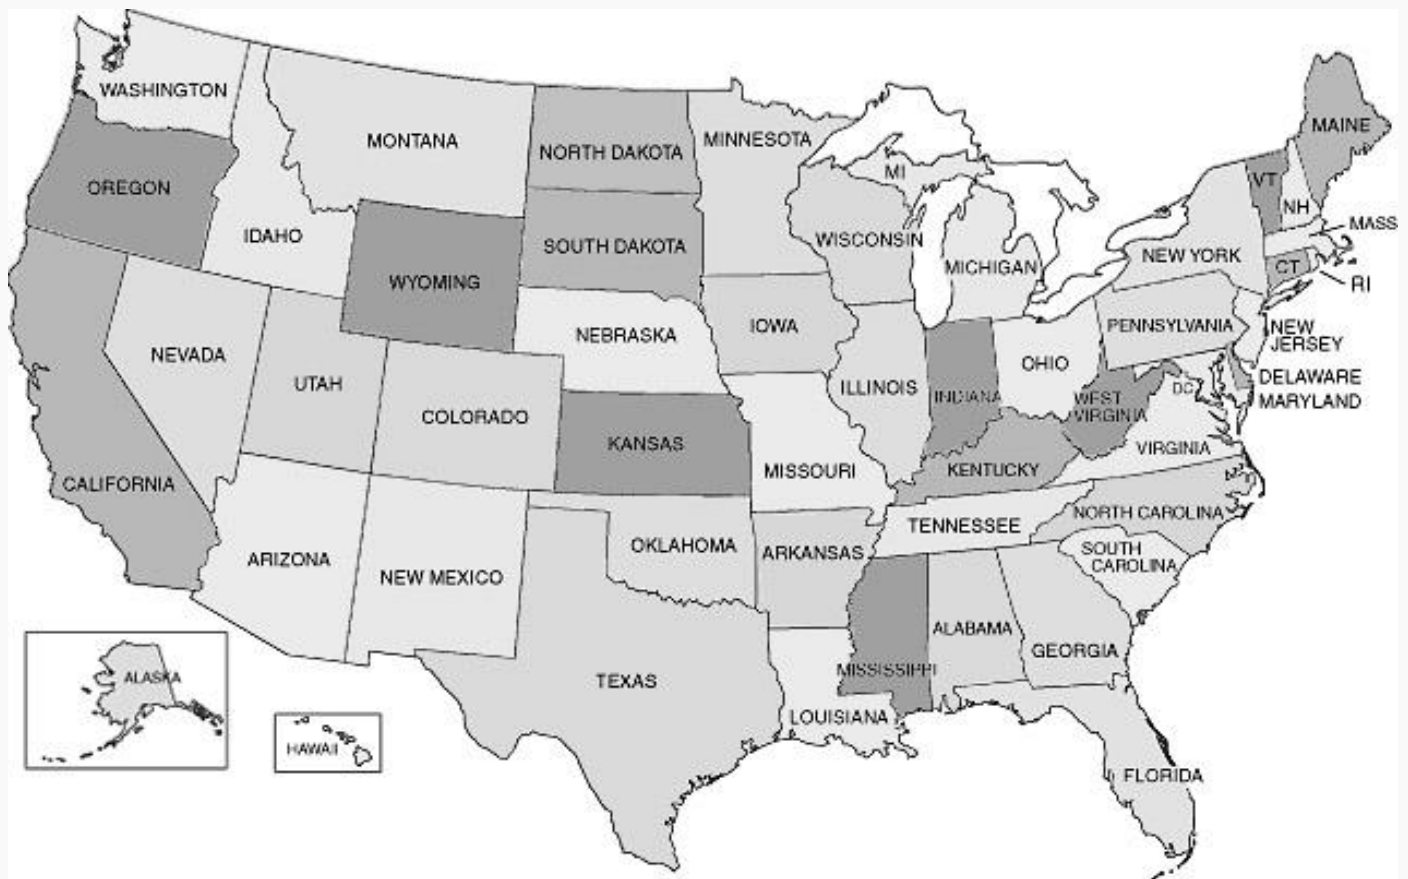 WASHINGTON
MONTANA
NORTH DAKOTA
MINNESOTA
MAINE
OREGON
IDAHO
WYOMING
SOUTH DAKOTA
WISCONSIN
MI
MICHIGAN
VT
NH
MASS
NEW YORK
CT
RI
NEVADA
UTAH
COLORADO
NEBRASKA
IOWA
ILLINOIS
INDIANA
OHIO
PENNSYLVANIA
NEW
JERSEY
DELAWARE
MARYLAND
DC
WEST
VIRGINIA
VIRGINIA
CALIFORNIA
KANSAS
MISSOURI
KENTUCKY
ARIZONA
NEW MEXICO
OKLAHOMA
ARKANSAS
TENNESSEE
NORTH CAROLINA
SOUTH
CAROLINA
TEXAS
LOUISIANA
MISSISSIPPI
ALABAMA
GEORGIA
FLORIDA
ALASKA
HAWAII